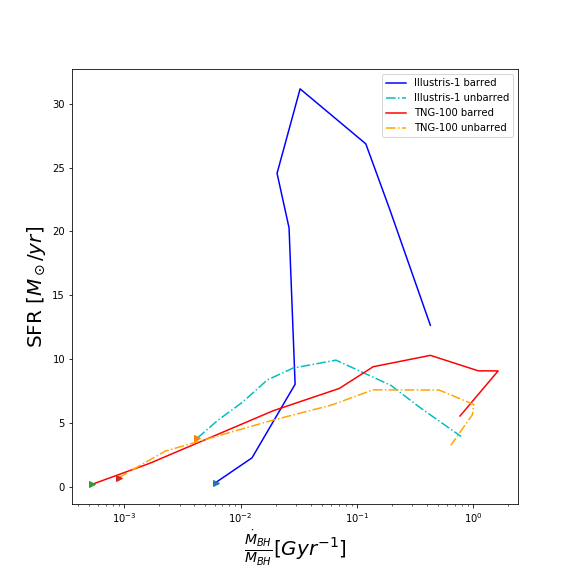 Illustris-1 barred
Illustris-1 unbarred
TNG-100 barred
TNG-100 unbarred
30
25
20
15
10
5
0
SFR [M⊙/yr]
10⁻³ 10⁻² 10⁻¹ 10⁰
Ṁ_BH/M_BH [Gyr⁻¹]